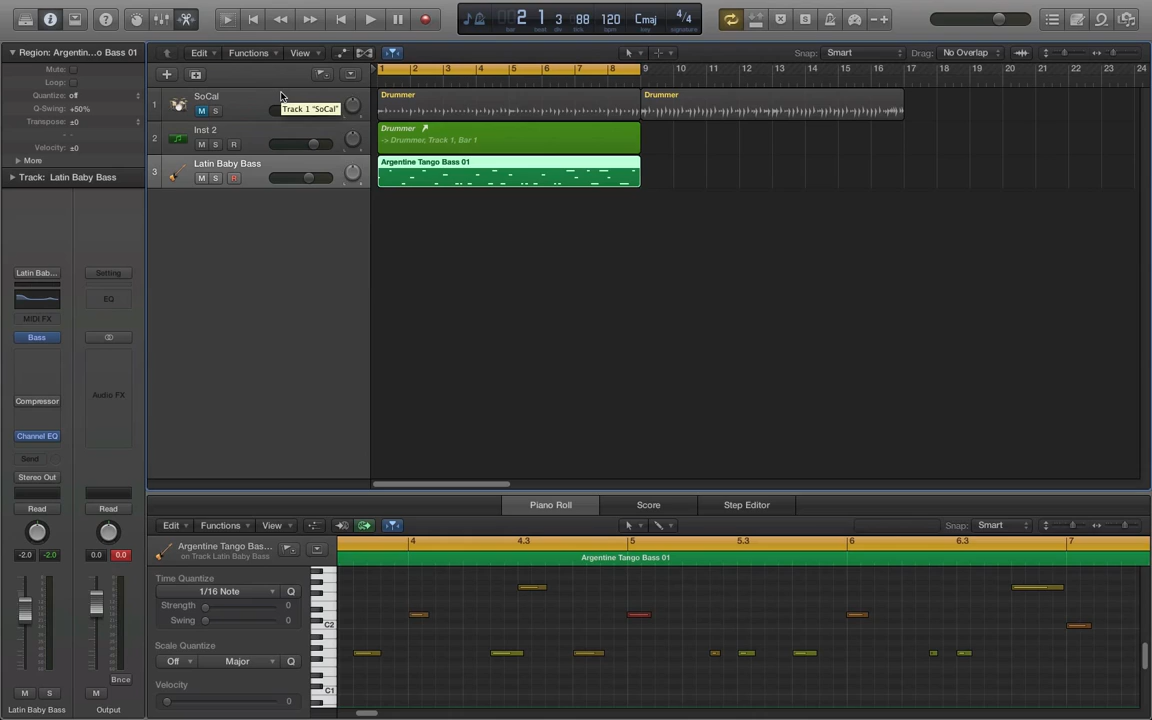 2 1 3 88 120 Cmaj 4/4
bar beat div bpm signature
Region: Argentin...o Bass 01
Edit Functions View Snap: Smart Drag: No Overlap
Mute:
Loop:
Quantize: off
Q-Swing: +50%
Transpose: ±0
Velocity: ±0
More
Track: Latin Baby Bass
1 2 3 4 5 6 7 8 9 10 11 12 13 14 15 16 17 18 19 20 21 22 23 24
1 SoCal
M S
Track 1 "SoCal"
Drummer Drummer
2 Inst 2
M S R
Drummer
-> Drummer, Track 1, Bar 1
3 Latin Baby Bass
M S R
Argentine Tango Bass 01
Latin Bab... Setting
EQ
MIDI FX
Bass
Audio FX
Compressor
Channel EQ
Send
Stereo Out
Read Read
-2.0 -2.0 0.0 0.0
Bnce
M S M
Latin Baby Bass Output
Piano Roll Score Step Editor
Edit Functions View Snap: Smart
Argentine Tango Bas...
on Track Latin Baby Bass
4 4.3 5 5.3 6 6.3 7
Argentine Tango Bass 01
Time Quantize
1/16 Note Q
Strength 0
Swing 0
Scale Quantize
Off Major Q
Velocity
0
C2
C1